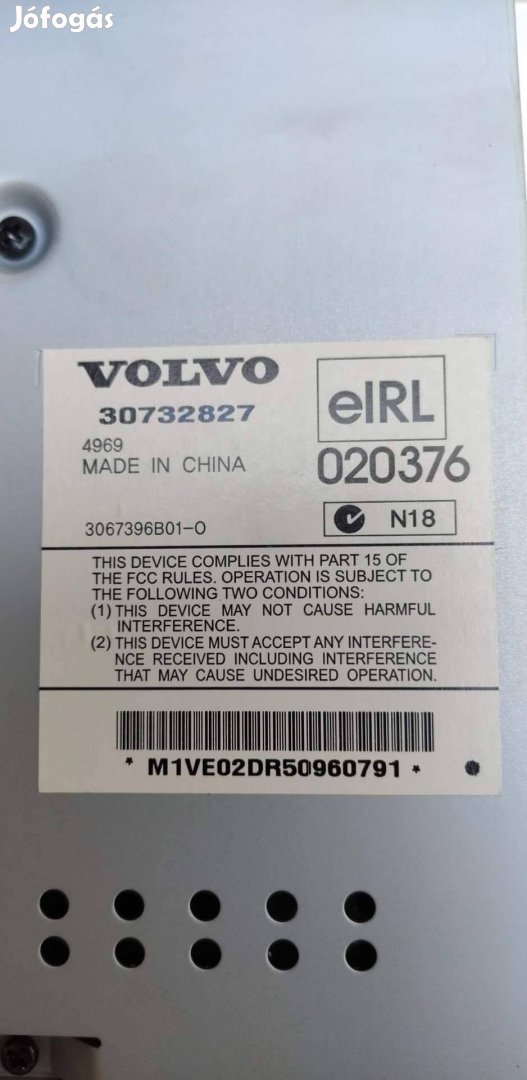 Jófogás
VOLVO
30732827
4969
MADE IN CHINA
eIRL
020376
3067396B01-O
N18
THIS DEVICE COMPLIES WITH PART 15 OF
THE FCC RULES. OPERATION IS SUBJECT TO
THE FOLLOWING TWO CONDITIONS:
(1) THIS DEVICE MAY NOT CAUSE HARMFUL
INTERFERENCE.
(2) THIS DEVICE MUST ACCEPT ANY INTERFERE-
NCE RECEIVED INCLUDING INTERFERENCE
THAT MAY CAUSE UNDESIRED OPERATION.
* M1VE02DR50960791 *